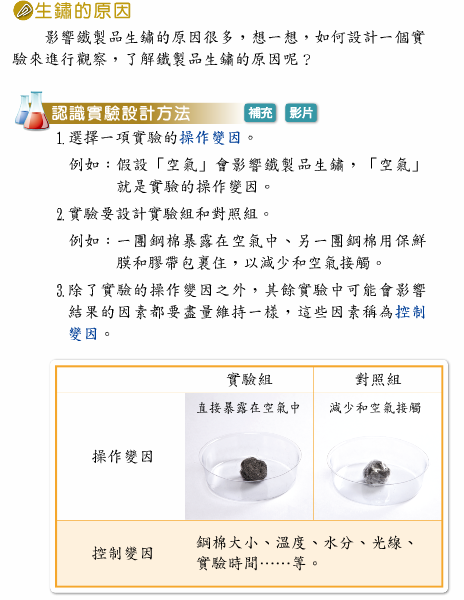 生鏽的原因
影響鐵製品生鏽的原因很多，想一想，如何設計一個實
驗來進行觀察，了解鐵製品生鏽的原因呢？
認識實驗設計方法 補充 影片
1.選擇一項實驗的操作變因。
例如：假設「空氣」會影響鐵製品生鏽，「空氣」
就是實驗的操作變因。
2.實驗要設計實驗組和對照組。
例如：一團鋼棉暴露在空氣中、另一團鋼棉用保鮮
膜和膠帶包裹住，以減少和空氣接觸。
3.除了實驗的操作變因之外，其餘實驗中可能會影響
結果的因素都要盡量維持一樣，這些因素稱為控制
變因。
實驗組 對照組
直接暴露在空氣中 減少和空氣接觸
操作變因
控制變因
鋼棉大小、溫度、水分、光線、
實驗時間……等。